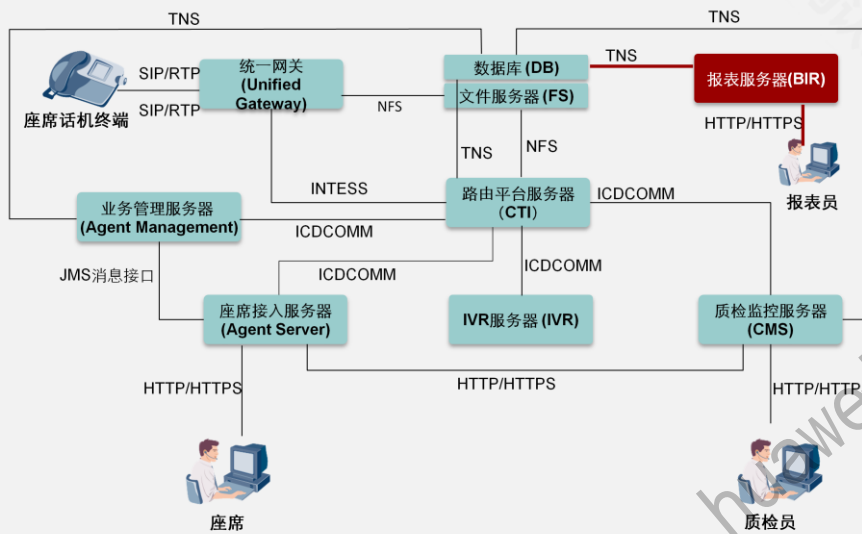 TNS
TNS
SIP/RTP
SIP/RTP
座席话机终端
统一网关
(Unified
Gateway)
NFS
数据库 (DB)
文件服务器 (FS)
TNS
报表服务器(BIR)
HTTP/HTTPS
报表员
TNS
NFS
INTESS
业务管理服务器
(Agent Management)
ICDCOMM
路由平台服务器
(CTI)
ICDCOMM
JMS消息接口
ICDCOMM
ICDCOMM
座席接入服务器
(Agent Server)
IVR服务器 (IVR)
质检监控服务器
(CMS)
HTTP/HTTPS
HTTP/HTTPS
HTTP/HTTP
座席
质检员
huawei